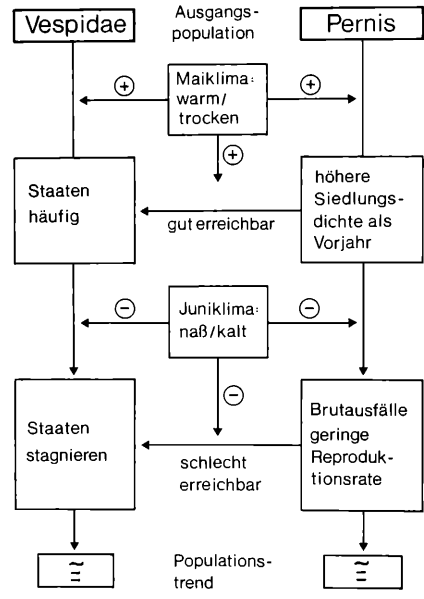 Vespidae
Ausgangs-
population
Pernis
Maiklima:
warm/
trocken
Staaten
häufig
gut erreichbar
höhere
Siedlungs-
dichte als
Vorjahr
Juniklima:
naß/kalt
Staaten
stagnieren
schlecht
erreichbar
Brutausfälle
geringe
Reproduk-
tionsrate
Populations-
trend